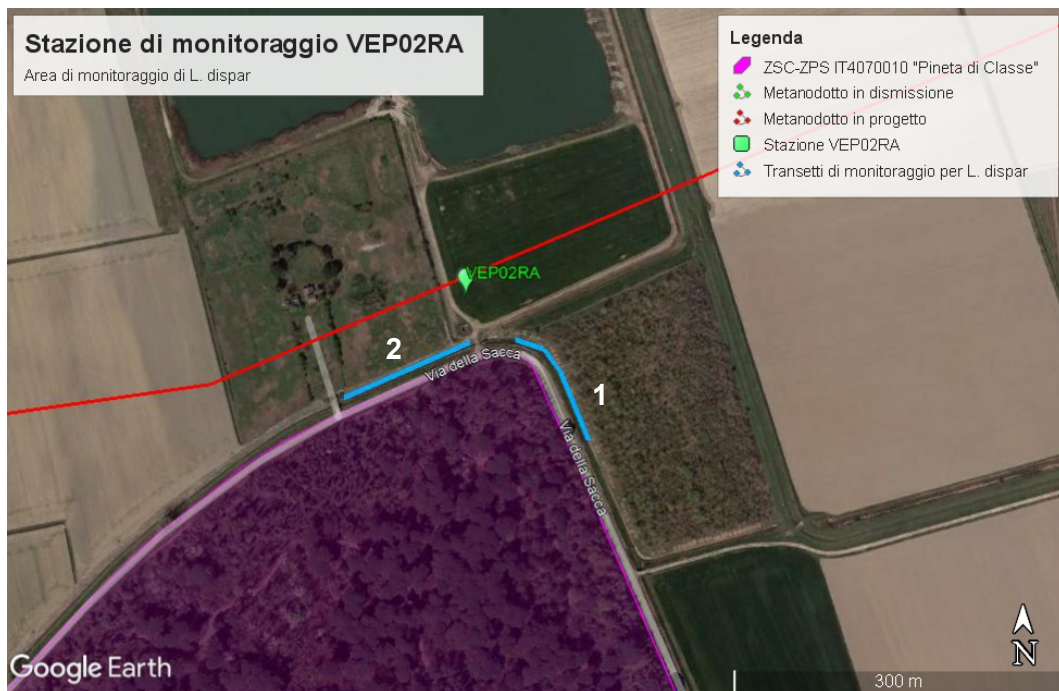 Stazione di monitoraggio VEP02RA
Area di monitoraggio di L. dispar
Legenda
ZSC-ZPS IT4070010 "Pineta di Classe"
Metanodotto in dismissione
Metanodotto in progetto
Stazione VEP02RA
Transetti di monitoraggio per L. dispar
VEP02RA
2
Via della Sacca
1
Via della Sacca
N
Google Earth
300 m